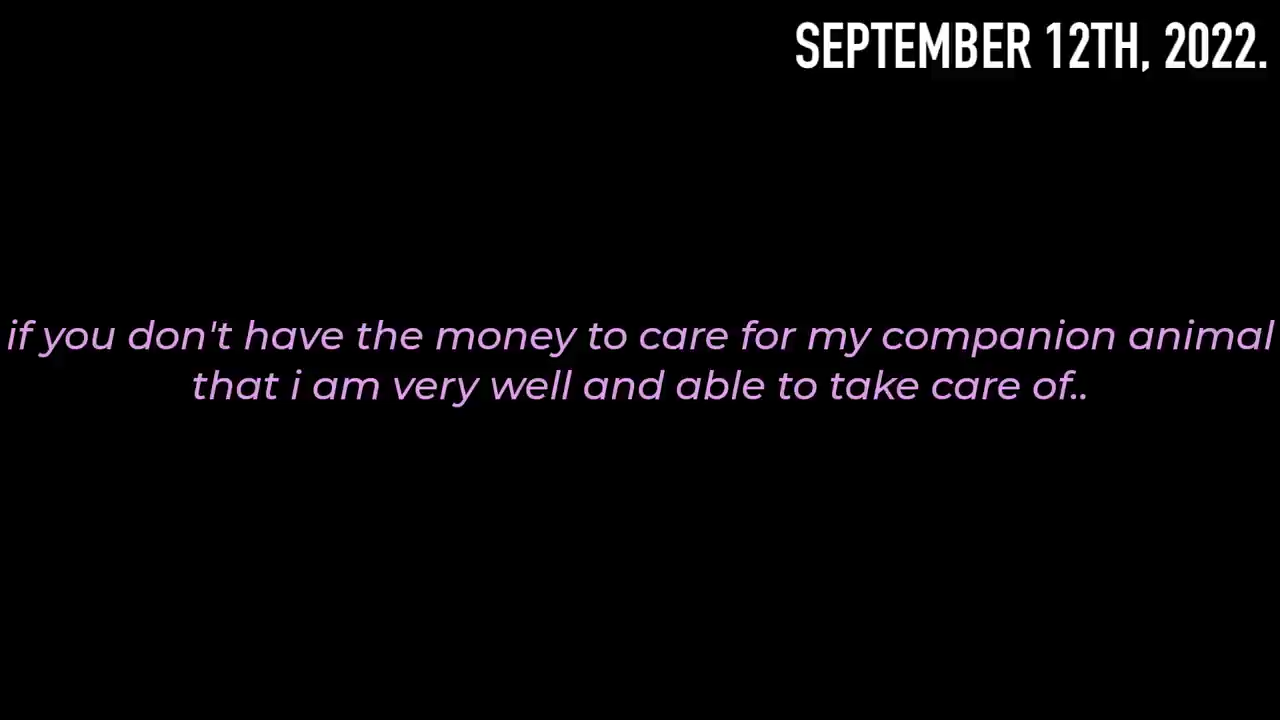 SEPTEMBER 12TH, 2022.
if you don't have the money to care for my companion animal
that i am very well and able to take care of..